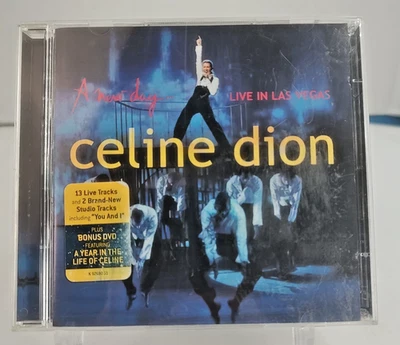 A new day...
LIVE IN LAS VEGAS
celine dion
13 Live Tracks
and 2 Brand-New
Studio Tracks
including "You And I"
PLUS
BONUS DVD
FEATURING
A YEAR IN THE
LIFE OF CELINE